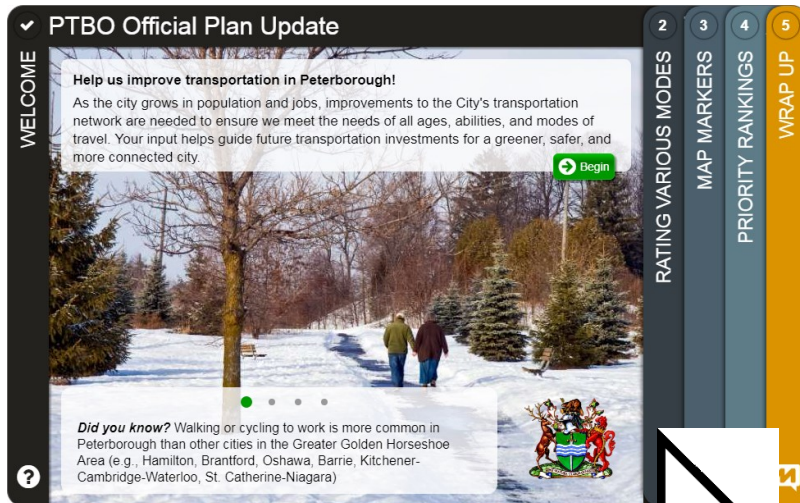 PTBO Official Plan Update
WELCOME
Help us improve transportation in Peterborough!
As the city grows in population and jobs, improvements to the City's transportation
network are needed to ensure we meet the needs of all ages, abilities, and modes of
travel. Your input helps guide future transportation investments for a greener, safer, and
more connected city.
Begin
Did you know? Walking or cycling to work is more common in
Peterborough than other cities in the Greater Golden Horseshoe
Area (e.g., Hamilton, Brantford, Oshawa, Barrie, Kitchener-
Cambridge-Waterloo, St. Catherine-Niagara)
?
2
RATING VARIOUS MODES
3
MAP MARKERS
4
PRIORITY RANKINGS
5
WRAP UP